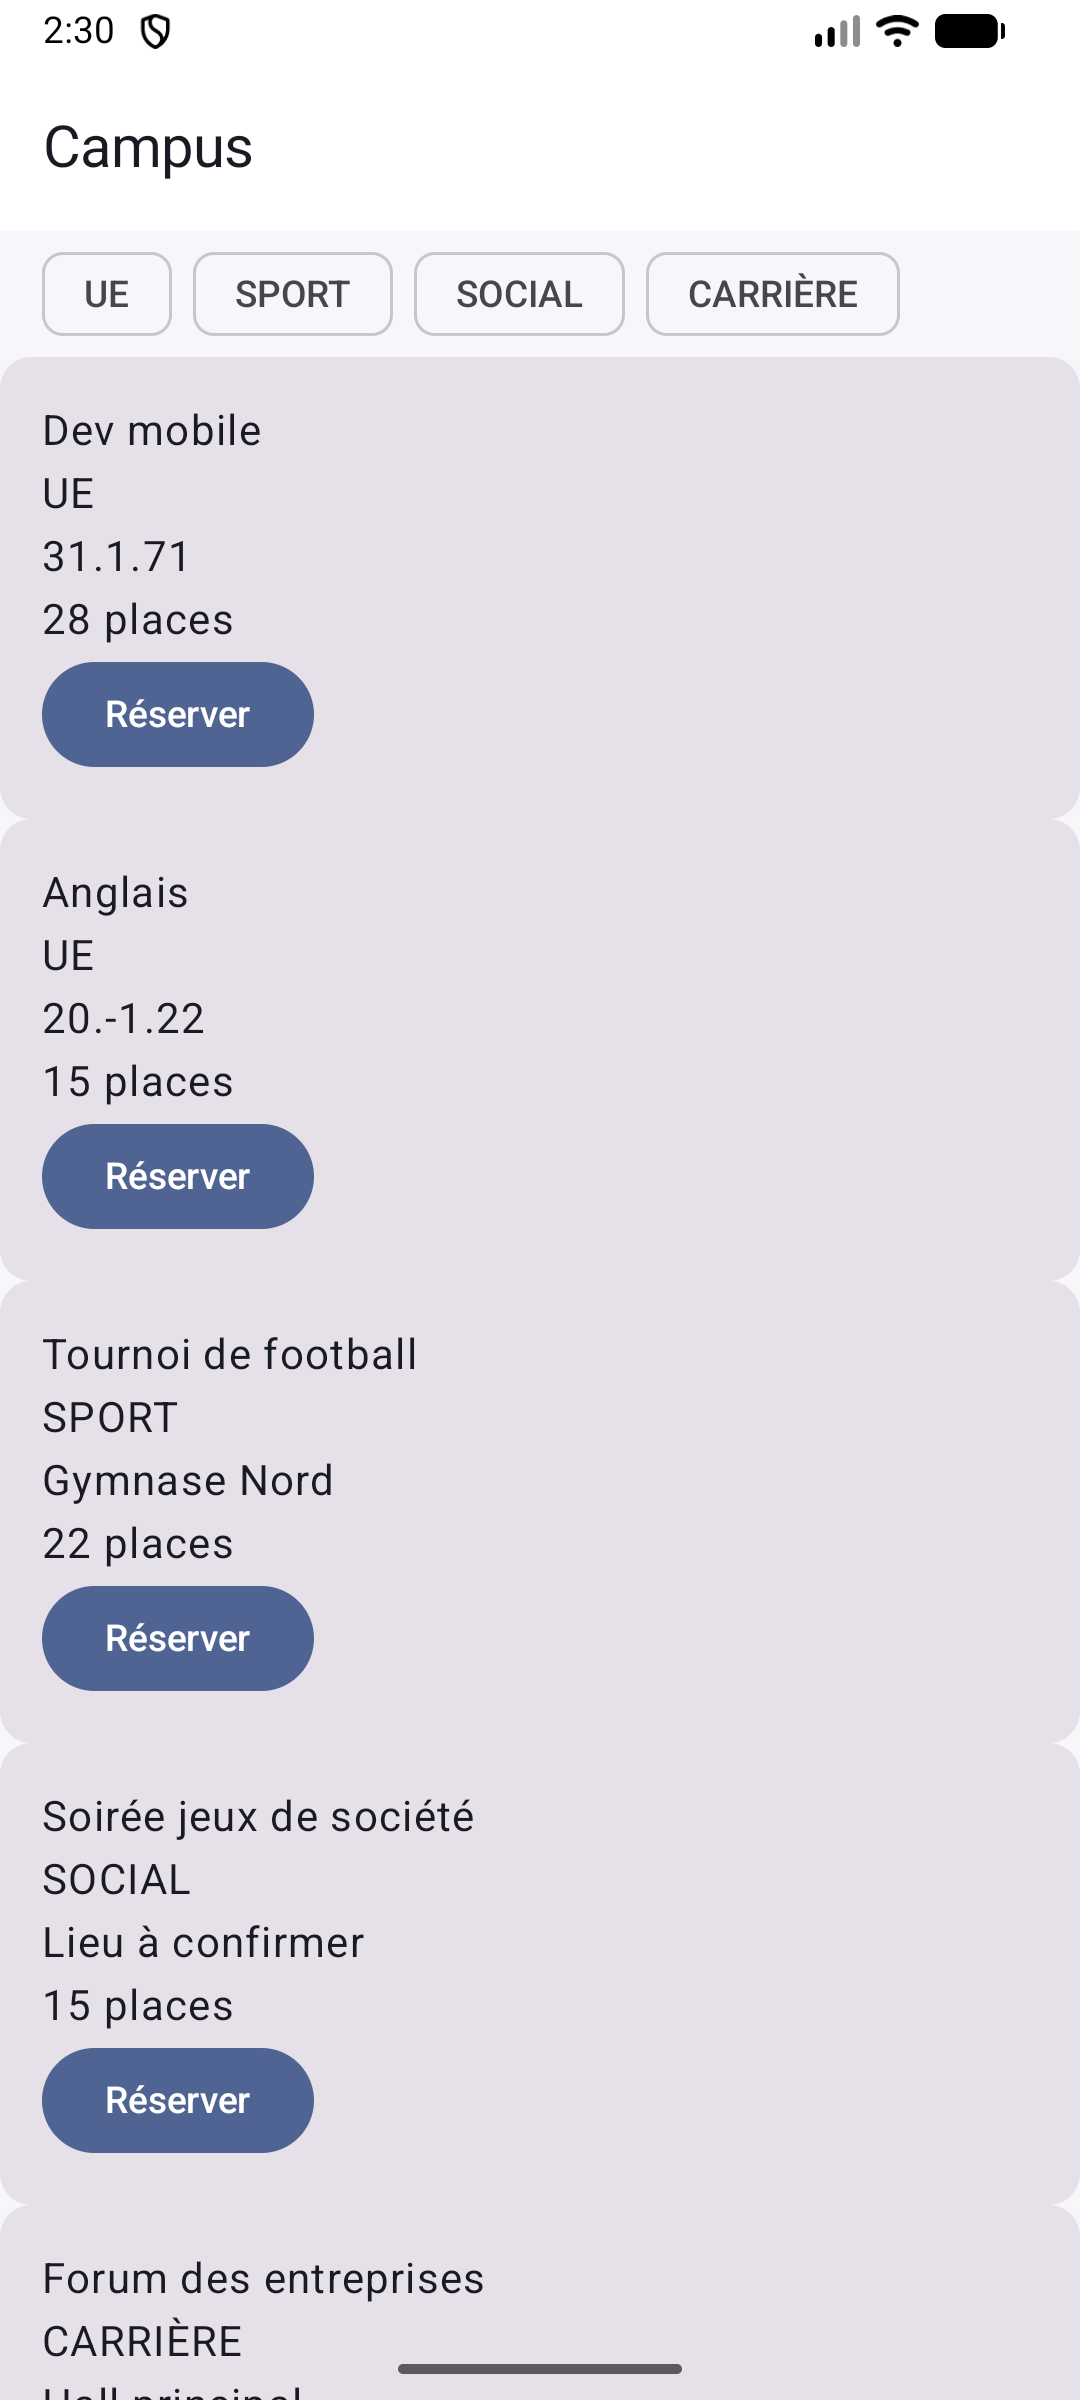 2:30
Campus
UE SPORT SOCIAL CARRIÈRE
Dev mobile
UE
31.1.71
28 places
Réserver
Anglais
UE
20.-1.22
15 places
Réserver
Tournoi de football
SPORT
Gymnase Nord
22 places
Réserver
Soirée jeux de société
SOCIAL
Lieu à confirmer
15 places
Réserver
Forum des entreprises
CARRIÈRE
Hall principal